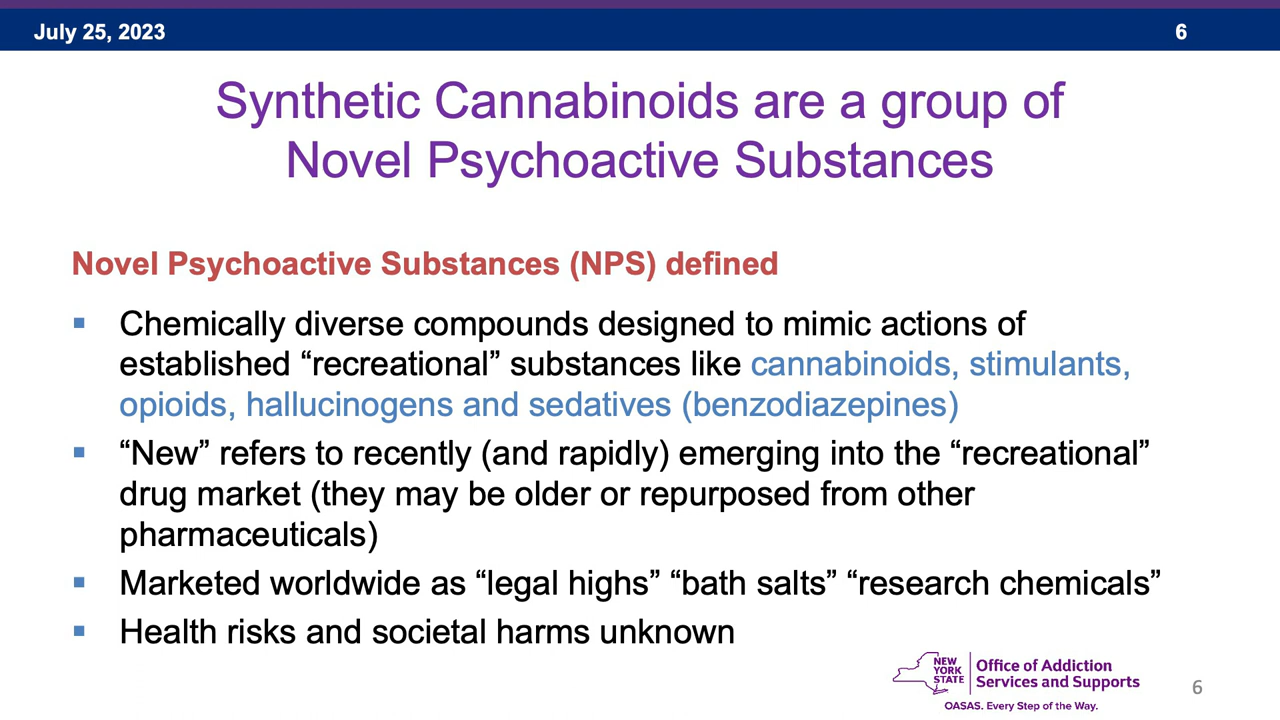 July 25, 2023
6
Synthetic Cannabinoids are a group of
Novel Psychoactive Substances
Novel Psychoactive Substances (NPS) defined
▪ Chemically diverse compounds designed to mimic actions of
established “recreational” substances like cannabinoids, stimulants,
opioids, hallucinogens and sedatives (benzodiazepines)
▪ “New” refers to recently (and rapidly) emerging into the “recreational”
drug market (they may be older or repurposed from other
pharmaceuticals)
▪ Marketed worldwide as “legal highs” “bath salts” “research chemicals”
▪ Health risks and societal harms unknown
NEW
YORK
STATE
Office of Addiction
Services and Supports
OASAS. Every Step of the Way.
6